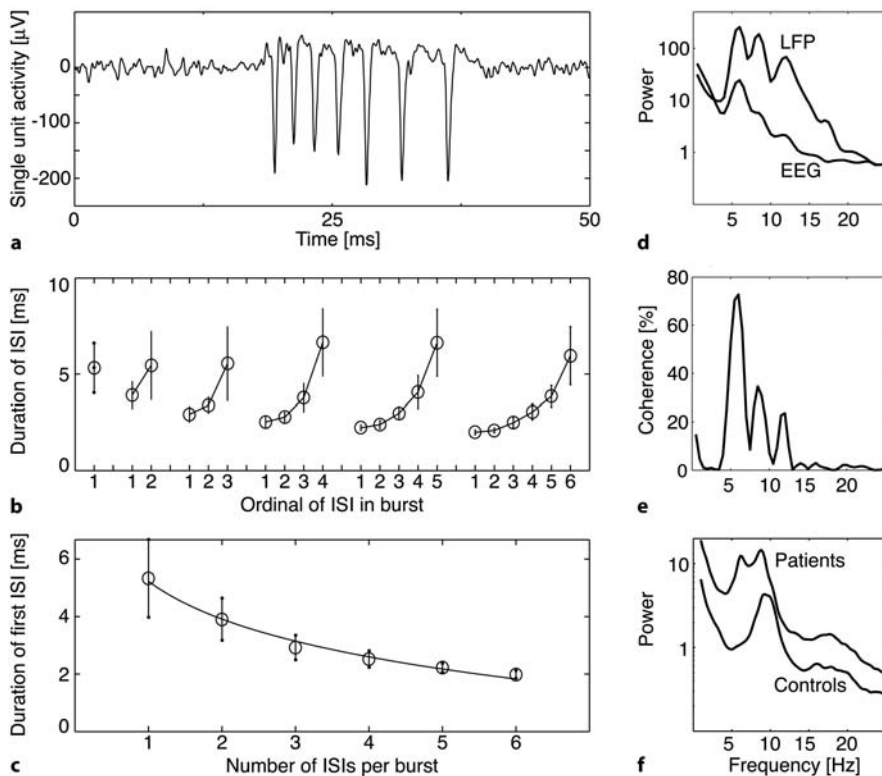 Single unit activity [µV]
0
-100
-200
0
25
50
Time [ms]
a
Duration of ISI [ms]
10
5
0
1 1 2 1 2 3 1 2 3 4 1 2 3 4 5 1 2 3 4 5 6
Ordinal of ISI in burst
b
Duration of first ISI [ms]
6
4
2
0
1 2 3 4 5 6
Number of ISIs per burst
c
Power
100
10
1
LFP
EEG
5 10 15 20
d
Coherence [%]
80
60
40
20
0
5 10 15 20
e
Power
10
1
Patients
Controls
5 10 15 20
Frequency [Hz]
f